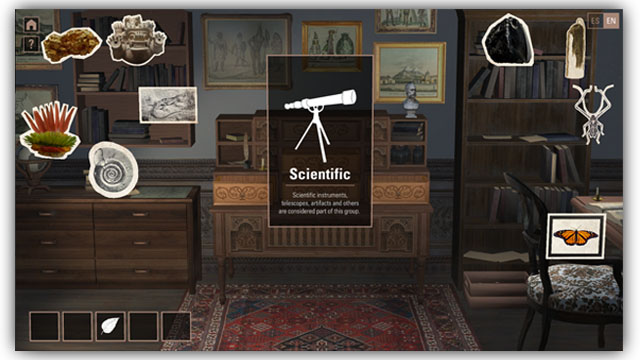 ES EN
?
Scientific
Scientific instruments,
telescopes, artifacts and others
are considered part of this group.